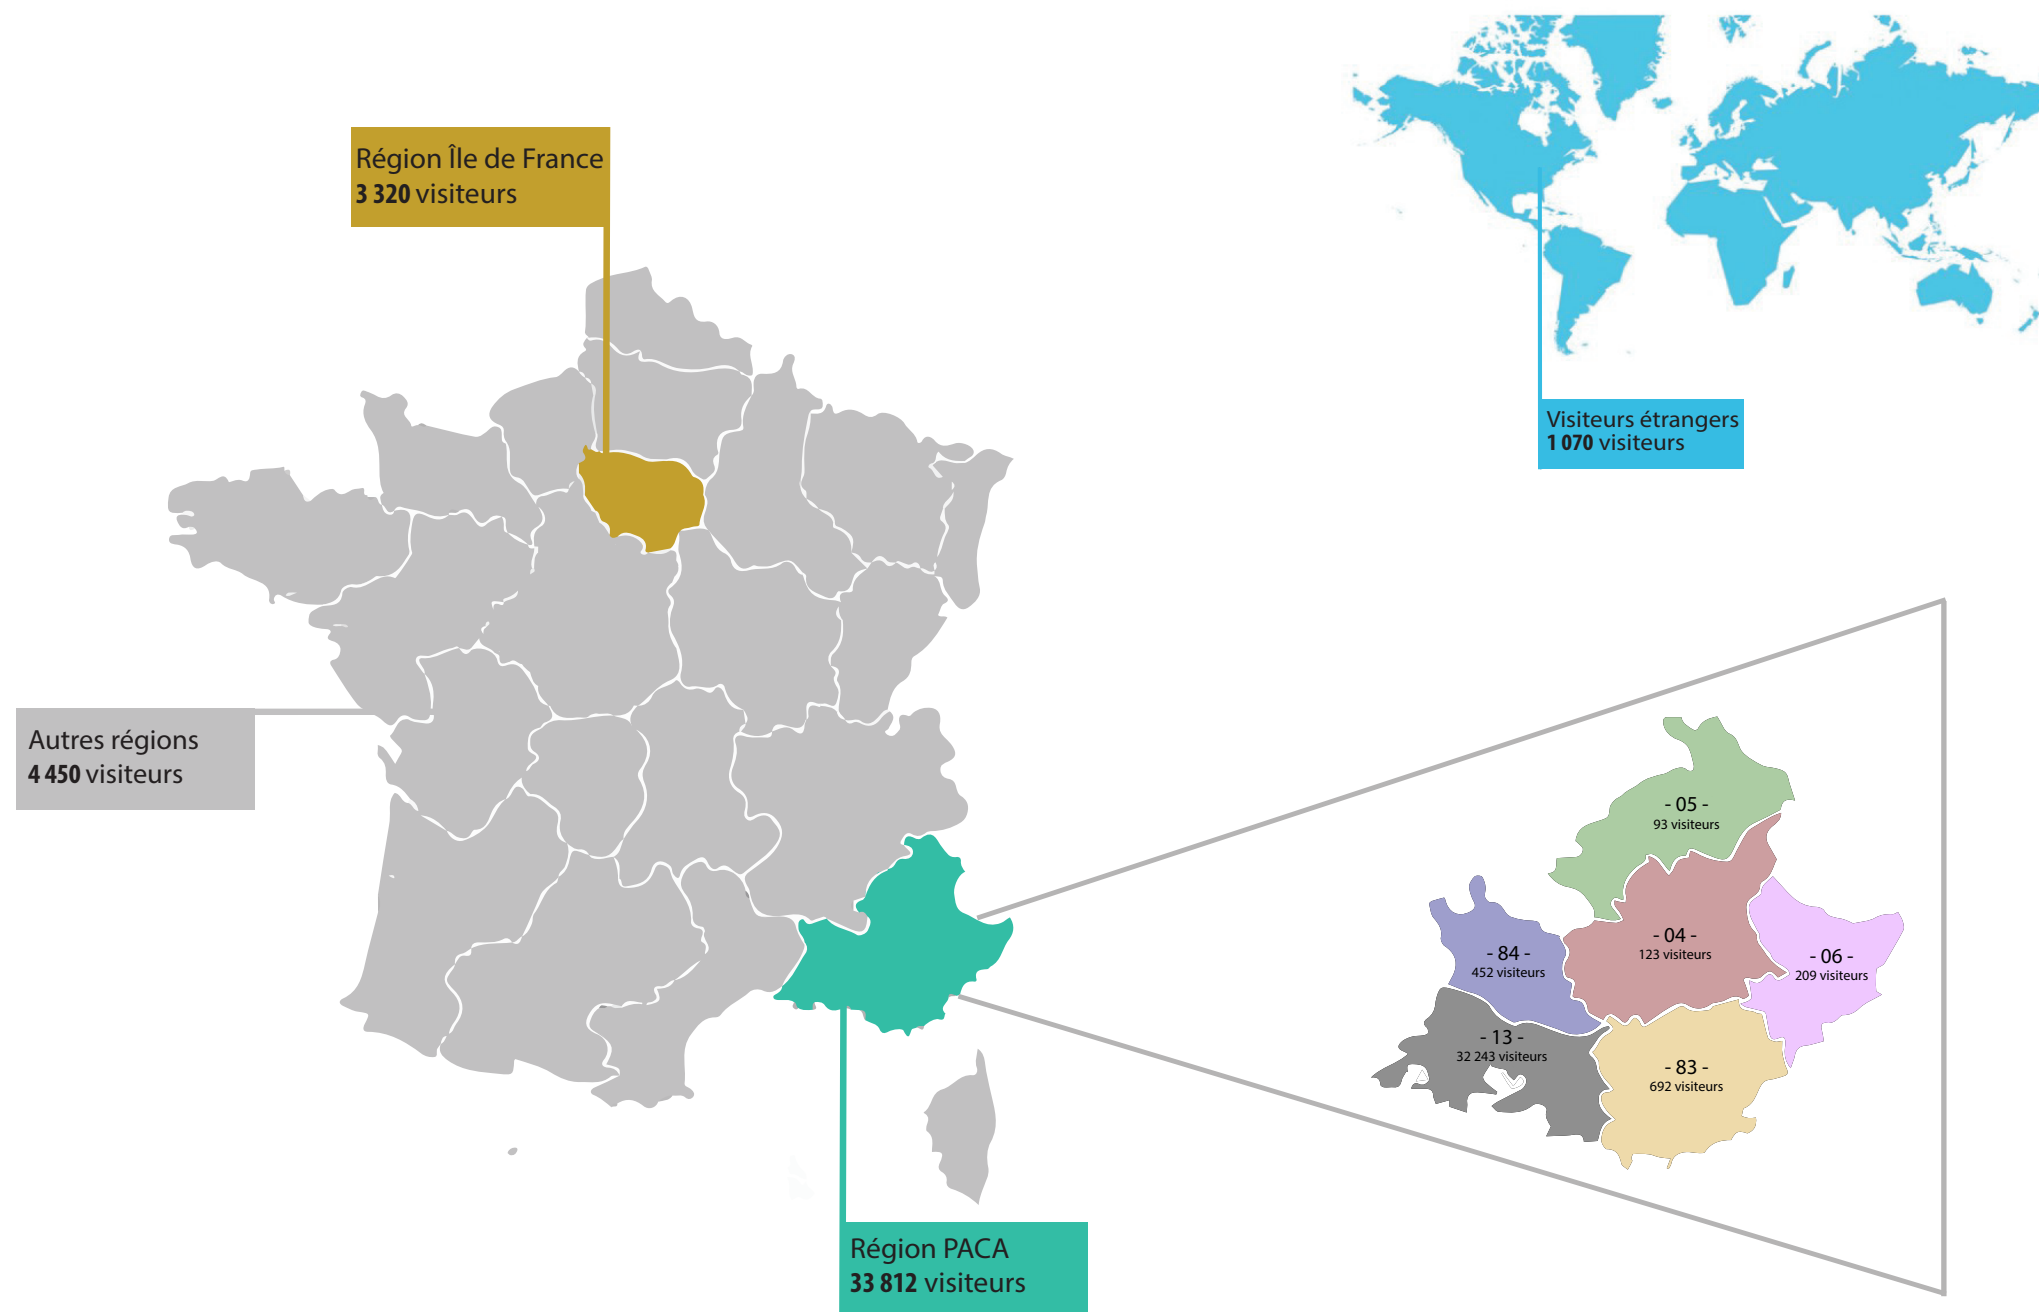 Région Île de France
3 320 visiteurs
Visiteurs étrangers
1 070 visiteurs
Autres régions
4 450 visiteurs
- 05 -
93 visiteurs
- 04 -
123 visiteurs
- 84 -
452 visiteurs
- 06 -
209 visiteurs
- 13 -
32 243 visiteurs
- 83 -
692 visiteurs
Région PACA
33 812 visiteurs